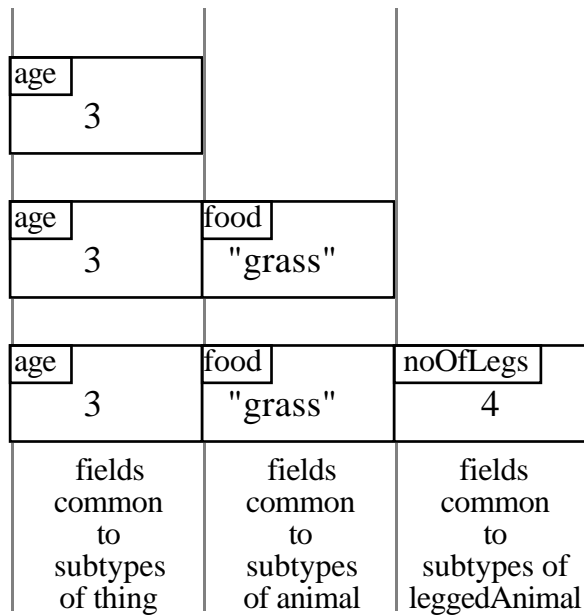 age
3
age food
3 "grass"
age food noOfLegs
3 "grass" 4
fields fields fields
common common common
to to to
subtypes subtypes subtypes of
of thing of animal leggedAnimal